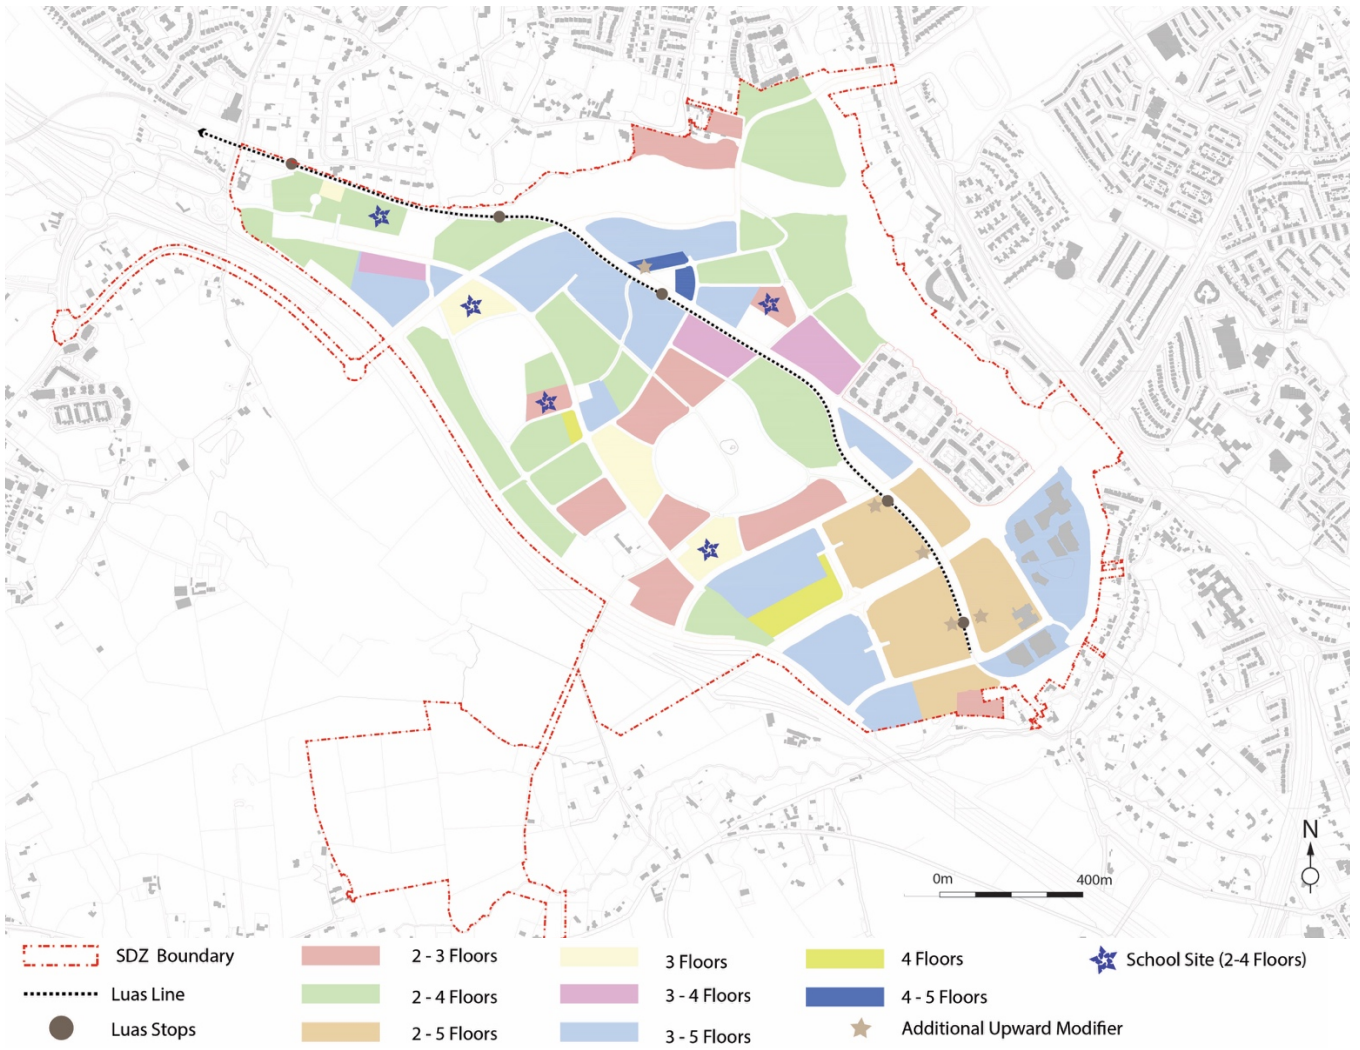 N
0m 400m
SDZ Boundary
2 - 3 Floors
3 Floors
4 Floors
School Site (2-4 Floors)
Luas Line
2 - 4 Floors
3 - 4 Floors
4 - 5 Floors
Luas Stops
2 - 5 Floors
3 - 5 Floors
Additional Upward Modifier